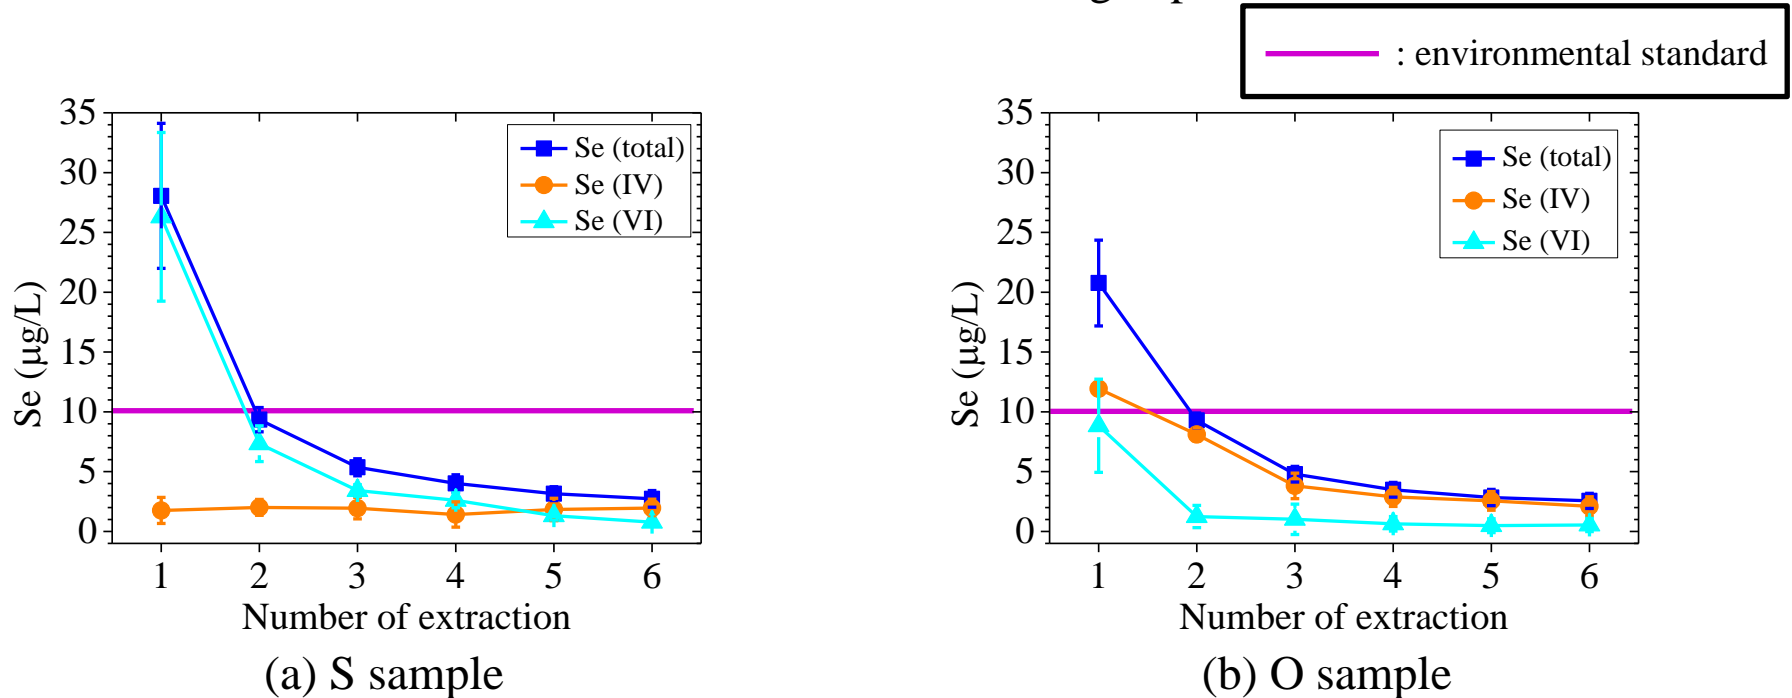 : environmental standard
35
30
25
20
15
10
5
0
Se (μg/L)
Se (total)
Se (IV)
Se (VI)
1 2 3 4 5 6
Number of extraction
(a) S sample
35
30
25
20
15
10
5
0
Se (μg/L)
Se (total)
Se (IV)
Se (VI)
1 2 3 4 5 6
Number of extraction
(b) O sample